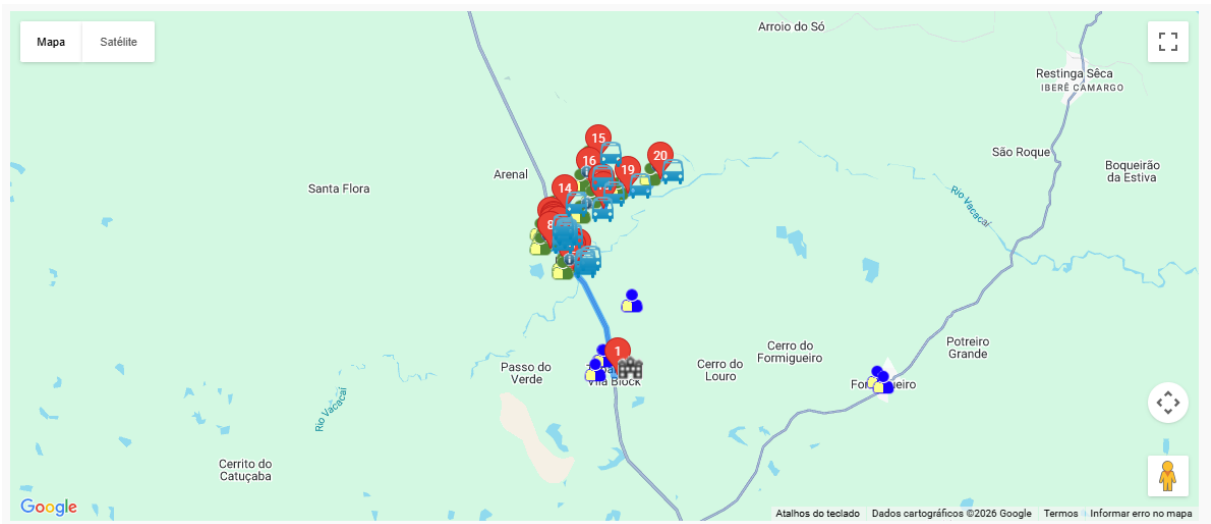 Mapa
Satélite
Arroio do Só
Restinga Sêca
IBERÊ CAMARGO
15
16
20
19
São Roque
Boqueirão
da Estiva
Arenal
Santa Flora
14
8
Rio Vacacaí
1
Passo do
Verde
Vila Block
Cerro do
Louro
Cerro do
Formigueiro
Potreiro
Grande
Rio Vacacaí
Cerrito do
Catuçaba
Google
Atalhos do teclado
Dados cartográficos ©2026 Google
Termos
Informar erro no mapa